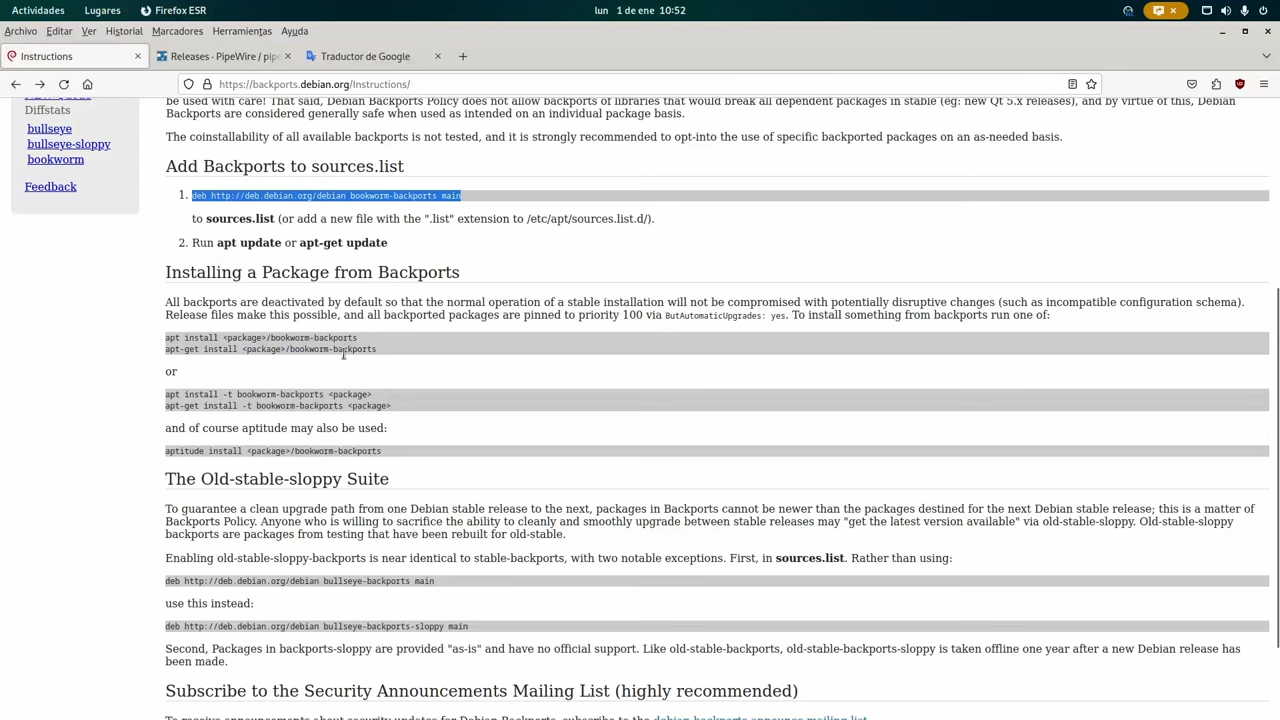 Actividades Lugares Firefox ESR lun 1 de ene 10:52
Archivo Editar Ver Historial Marcadores Herramientas Ayuda
Instructions Releases · PipeWire / pip Traductor de Google
https://backports.debian.org/Instructions/
Diffstats
bullseye
bullseye-sloppy
bookworm
Feedback
be used with care! That said, Debian Backports Policy does not allow backports of libraries that would break all dependent packages in stable (eg: new Qt 5.x releases), and by virtue of this, Debian
Backports are considered generally safe when used as intended on an individual package basis.
The coinstallability of all available backports is not tested, and it is strongly recommended to opt-into the use of specific backported packages on an as-needed basis.
Add Backports to sources.list
1. deb http://deb.debian.org/debian bookworm-backports main
to sources.list (or add a new file with the ".list" extension to /etc/apt/sources.list.d/).
2. Run apt update or apt-get update
Installing a Package from Backports
All backports are deactivated by default so that the normal operation of a stable installation will not be compromised with potentially disruptive changes (such as incompatible configuration schema).
Release files make this possible, and all backported packages are pinned to priority 100 via ButAutomaticUpgrades: yes. To install something from backports run one of:
apt install <package>/bookworm-backports
apt-get install <package>/bookworm-backports
or
apt install -t bookworm-backports <package>
apt-get install -t bookworm-backports <package>
and of course aptitude may also be used:
aptitude install <package>/bookworm-backports
The Old-stable-sloppy Suite
To guarantee a clean upgrade path from one Debian stable release to the next, packages in Backports cannot be newer than the packages destined for the next Debian stable release; this is a matter of
Backports Policy. Anyone who is willing to sacrifice the ability to cleanly and smoothly upgrade between stable releases may "get the latest version available" via old-stable-sloppy. Old-stable-sloppy
backports are packages from testing that have been rebuilt for old-stable.
Enabling old-stable-sloppy-backports is near identical to stable-backports, with two notable exceptions. First, in sources.list. Rather than using:
deb http://deb.debian.org/debian bullseye-backports main
use this instead:
deb http://deb.debian.org/debian bullseye-backports-sloppy main
Second, Packages in backports-sloppy are provided "as-is" and have no official support. Like old-stable-backports, old-stable-backports-sloppy is taken offline one year after a new Debian release has
been made.
Subscribe to the Security Announcements Mailing List (highly recommended)
To receive announcements about security updates for Debian Backports, subscribe to the debian-backports-announce mailing list